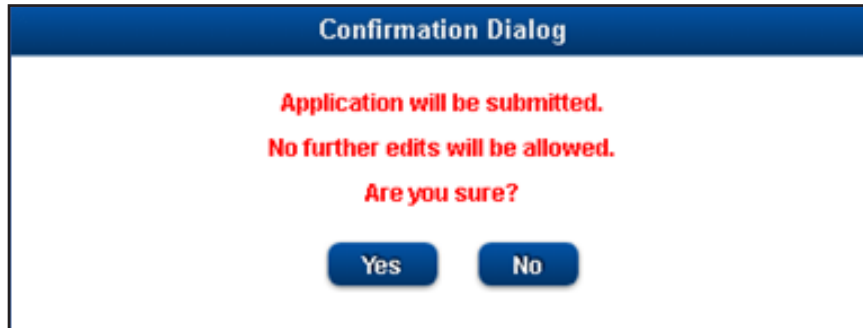 Confirmation Dialog
Application will be submitted.
No further edits will be allowed.
Are you sure?
Yes No